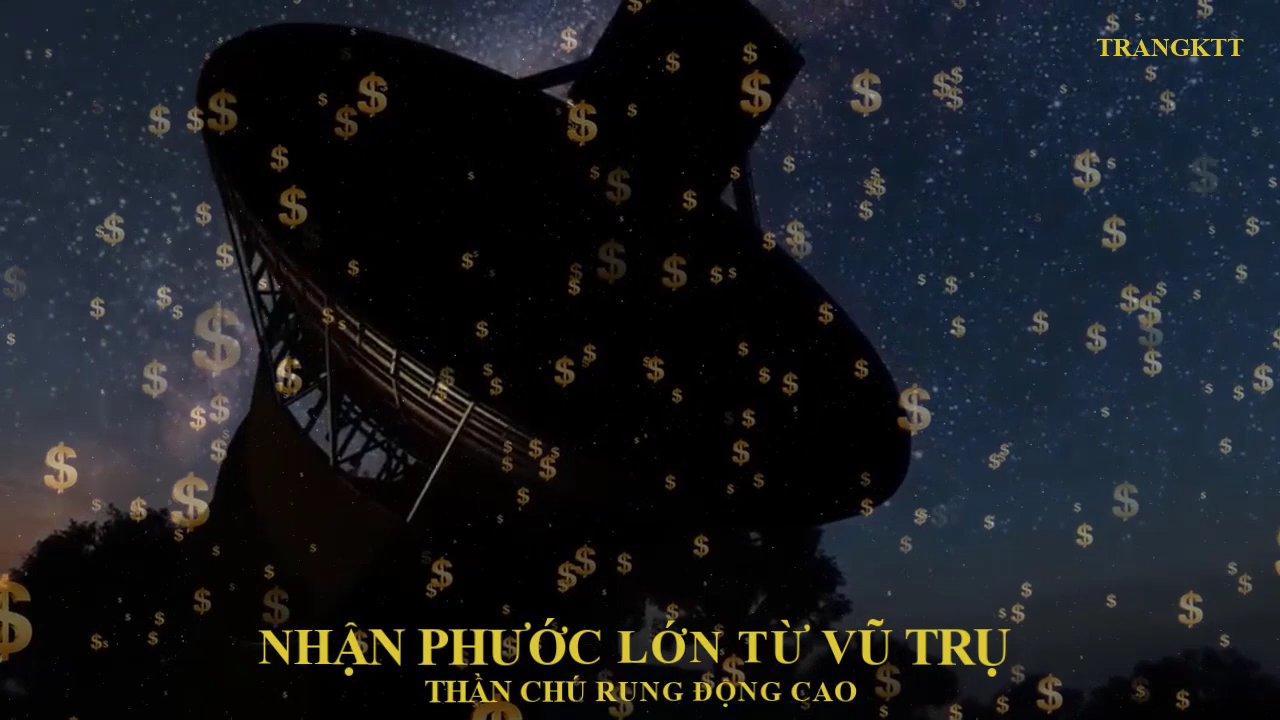 TRANGKTT
NHẬN PHƯỚC LỚN TỪ VŨ TRỤ
THẦN CHÚ RUNG ĐỘNG CAO